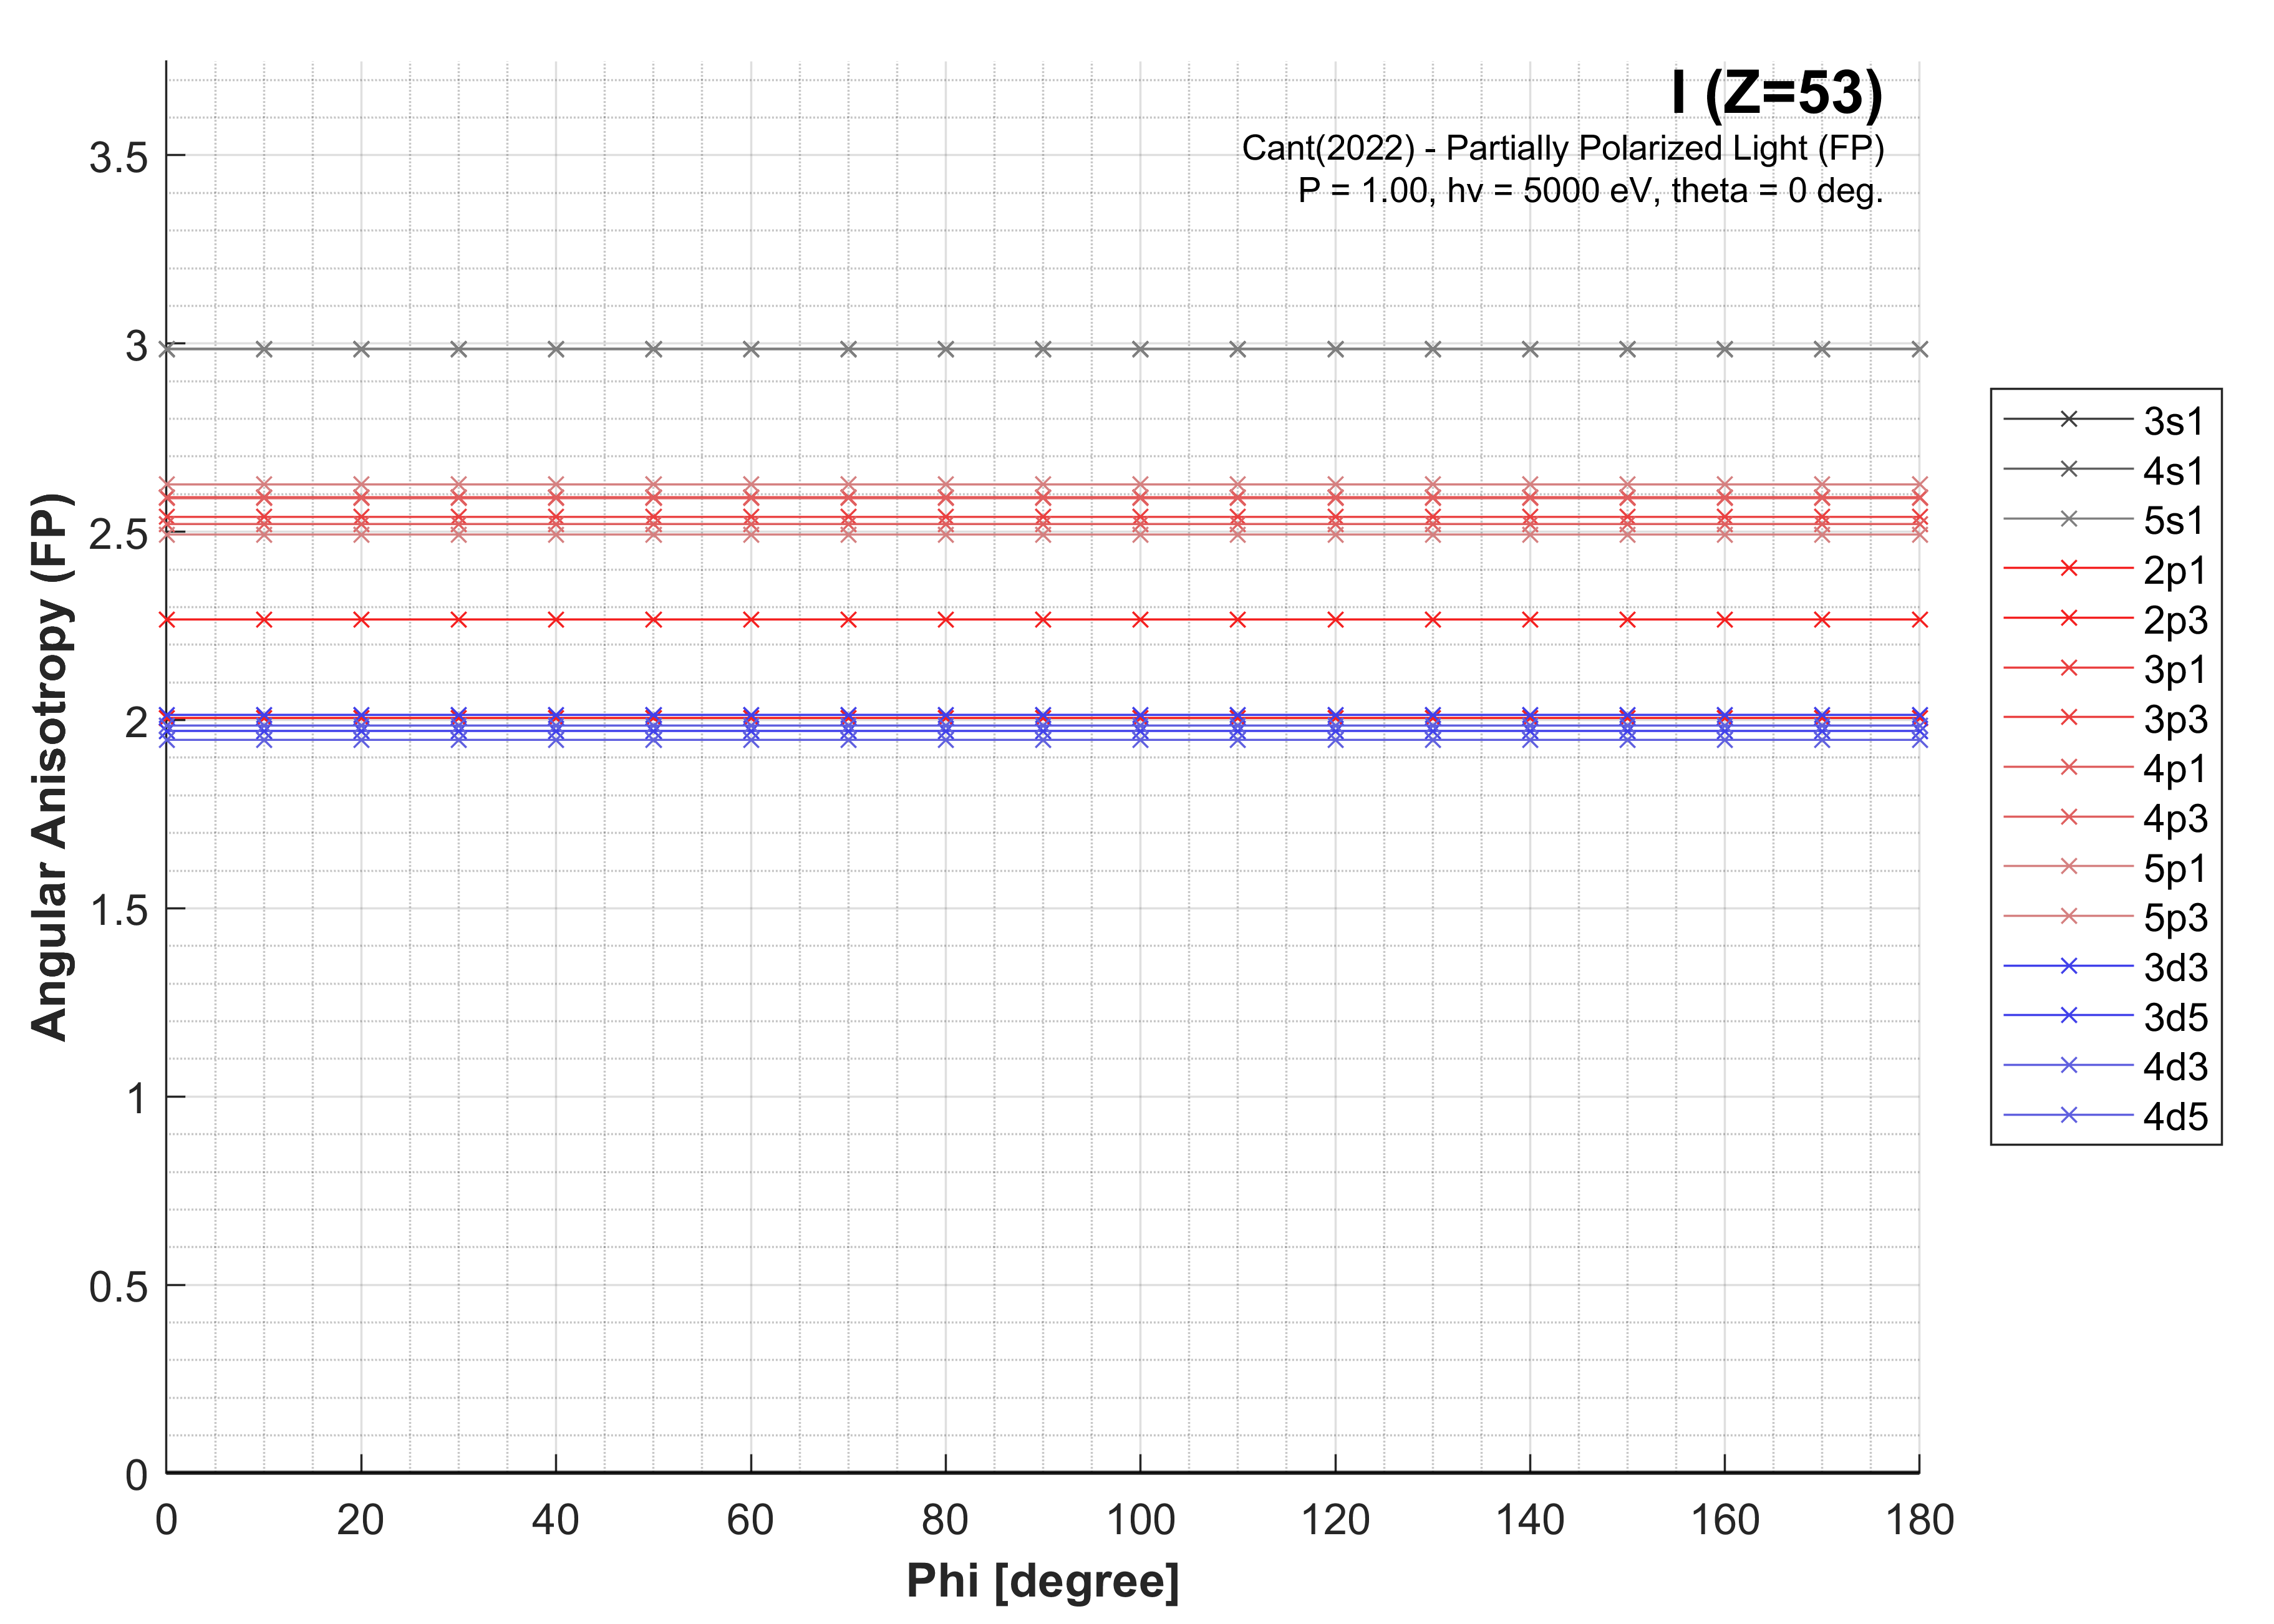 I (Z=53)
Cant(2022) - Partially Polarized Light (FP)
P = 1.00, hv = 5000 eV, theta = 0 deg.
Angular Anisotropy (FP)
3.5
3
2.5
2
1.5
1
0.5
0
0 20 40 60 80 100 120 140 160 180
Phi [degree]
3s1
4s1
5s1
2p1
2p3
3p1
3p3
4p1
4p3
5p1
5p3
3d3
3d5
4d3
4d5